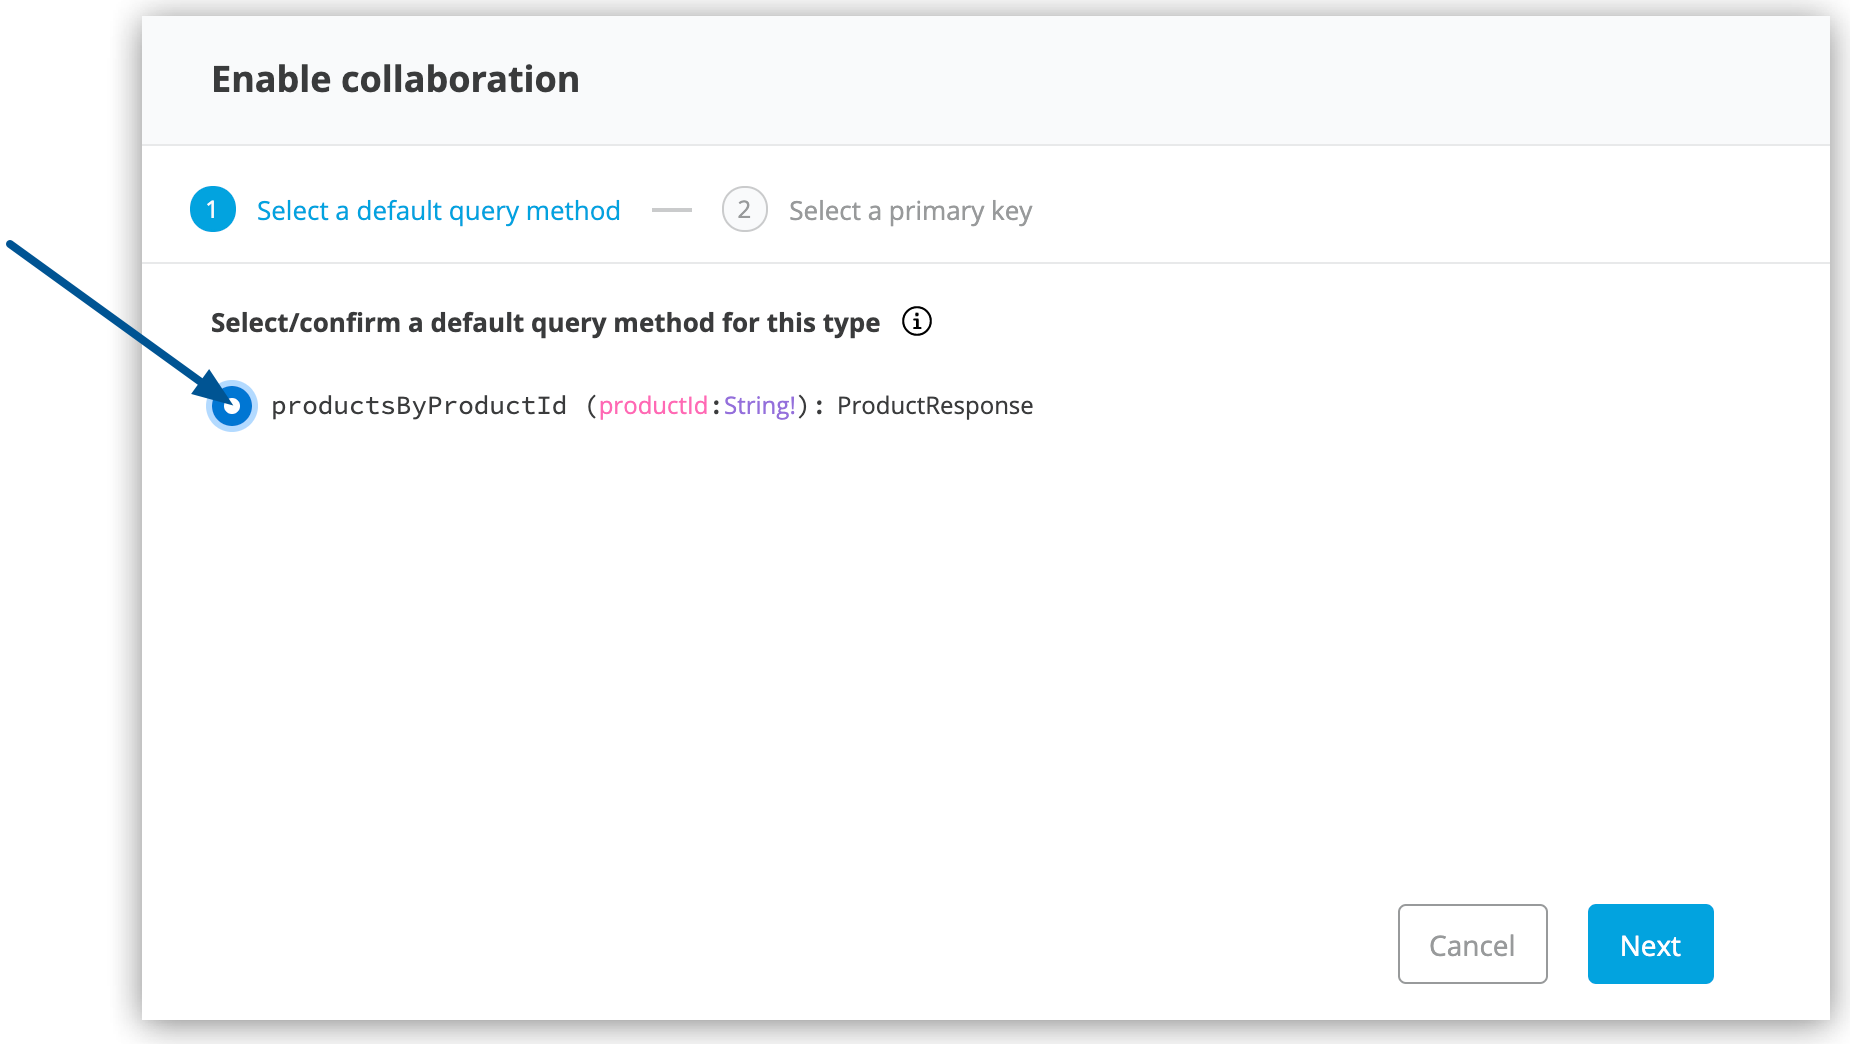 Enable collaboration
1 Select a default query method 2 Select a primary key
Select/confirm a default query method for this type
productsByProductId (productId:String!): ProductResponse
Cancel Next